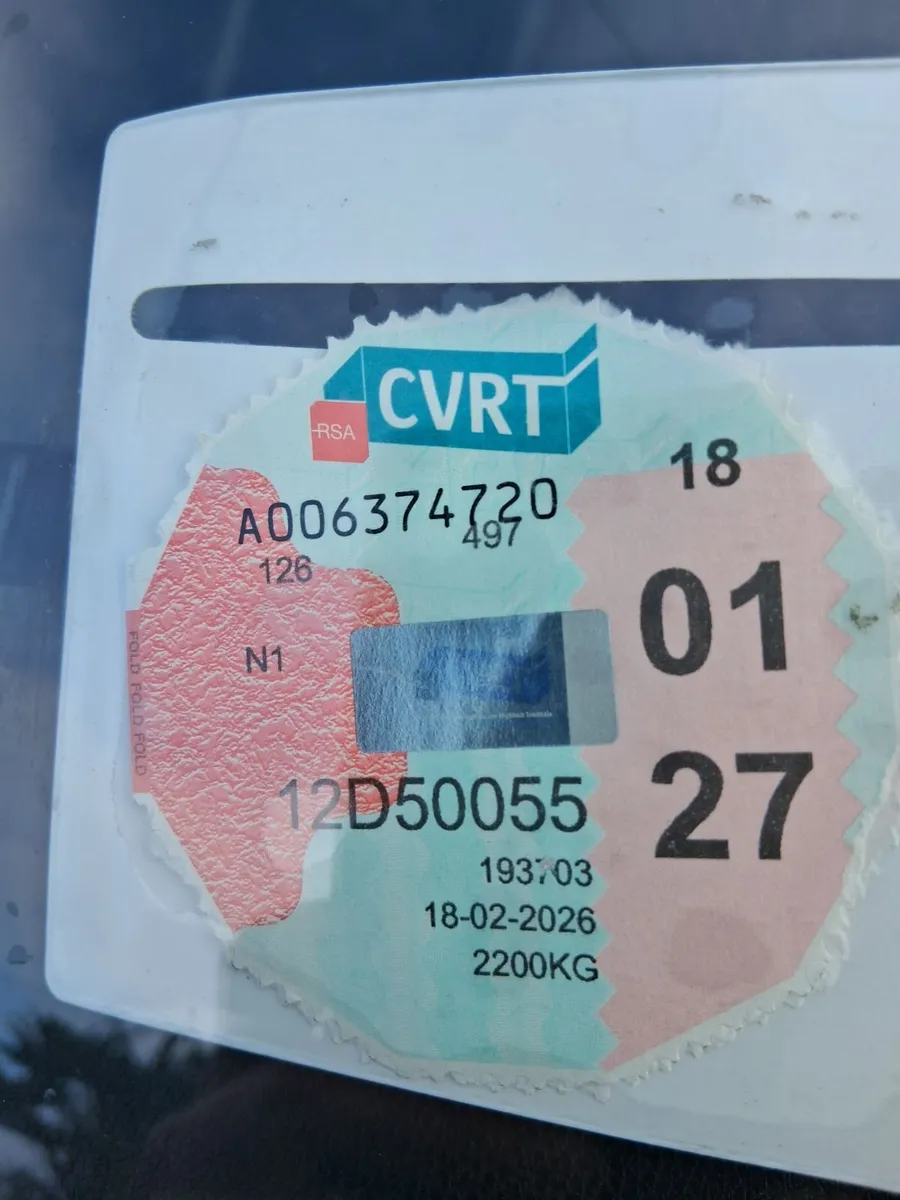 CVRT
RSA
18
A006374720
497
126
01
N1
FOLD FOLD FOLD
27
12D50055
193703
18-02-2026
2200KG